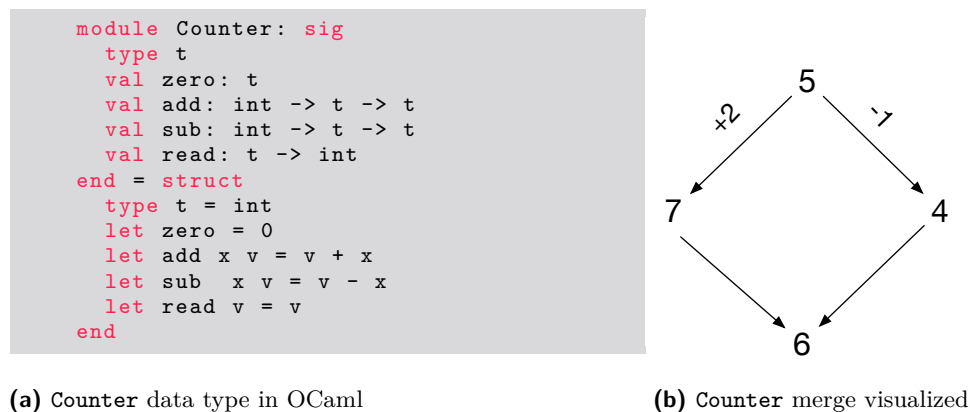 module Counter: sig
  type t
  val zero: t
  val add: int -> t -> t
  val sub: int -> t -> t
  val read: t -> int
end = struct
  type t = int
  let zero = 0
  let add x v = v + x
  let sub  x v = v - x
  let read v = v
end
(a) Counter data type in OCaml
5
+2
-1
7
4
6
(b) Counter merge visualized